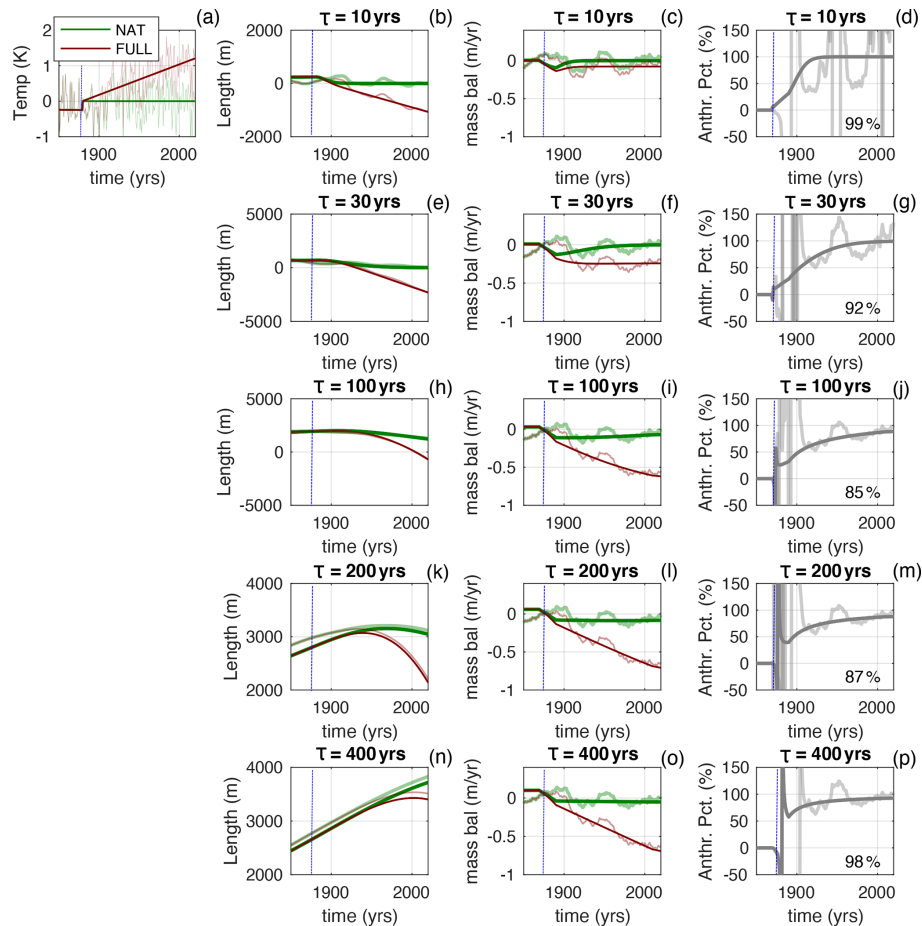 τ = 10 yrs τ = 10 yrs τ = 10 yrs
(a) (b) (c) (d)
NAT
FULL
Temp (K)
2
1
0
-1
1900 2000
time (yrs)
Length (m)
2000
0
-2000
1900 2000
time (yrs)
mass bal (m/yr)
0
-0.5
-1
1900 2000
time (yrs)
Anthr. Pct. (%)
150
100
50
0
-50
99 %
1900 2000
time (yrs)
τ = 30 yrs τ = 30 yrs τ = 30 yrs
(e) (f) (g)
Length (m)
5000
0
-5000
1900 2000
time (yrs)
mass bal (m/yr)
0
-0.5
-1
1900 2000
time (yrs)
Anthr. Pct. (%)
150
100
50
0
-50
92 %
1900 2000
time (yrs)
τ = 100 yrs τ = 100 yrs τ = 100 yrs
(h) (i) (j)
Length (m)
5000
0
-5000
1900 2000
time (yrs)
mass bal (m/yr)
0
-0.5
-1
1900 2000
time (yrs)
Anthr. Pct. (%)
150
100
50
0
-50
85 %
1900 2000
time (yrs)
τ = 200 yrs τ = 200 yrs τ = 200 yrs
(k) (l) (m)
Length (m)
4000
3000
2000
1900 2000
time (yrs)
mass bal (m/yr)
0
-0.5
-1
1900 2000
time (yrs)
Anthr. Pct. (%)
150
100
50
0
-50
87 %
1900 2000
time (yrs)
τ = 400 yrs τ = 400 yrs τ = 400 yrs
(n) (o) (p)
Length (m)
4000
3000
2000
1900 2000
time (yrs)
mass bal (m/yr)
0
-0.5
-1
1900 2000
time (yrs)
Anthr. Pct. (%)
150
100
50
0
-50
98 %
1900 2000
time (yrs)